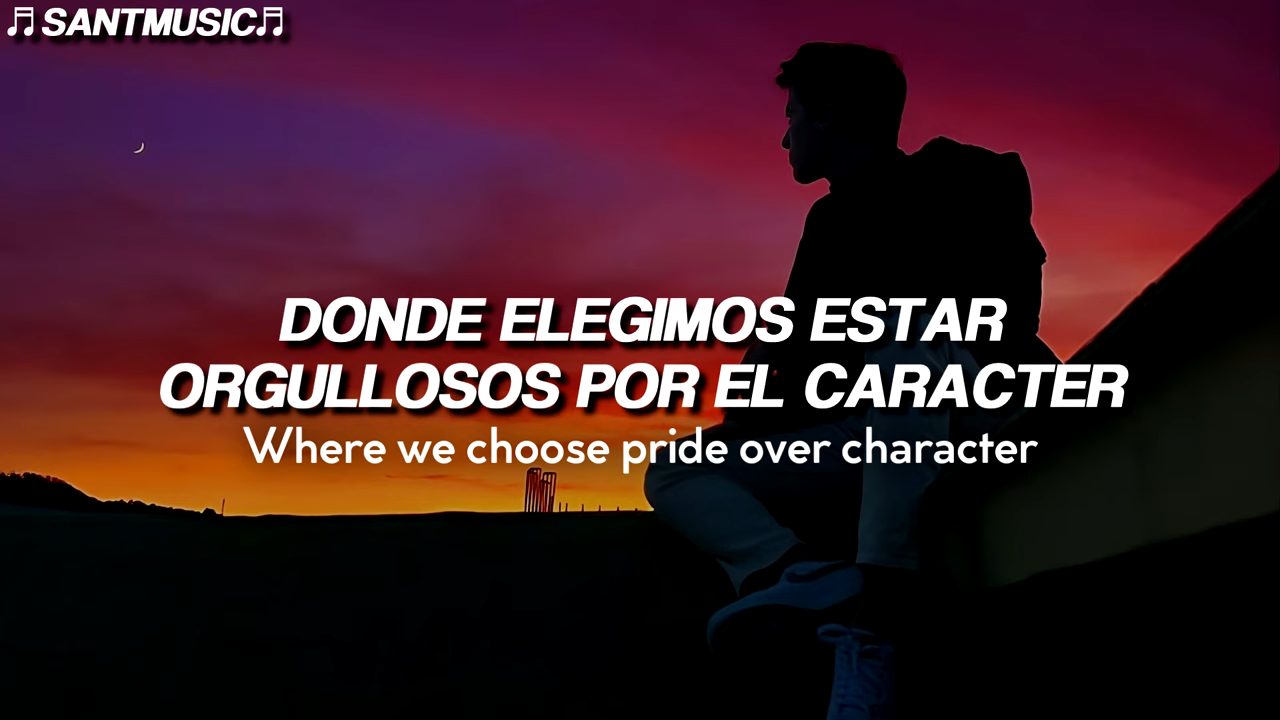 🎵SANTMUSIC🎵
DONDE ELEGIMOS ESTAR
ORGULLOSOS POR EL CARACTER
Where we choose pride over character